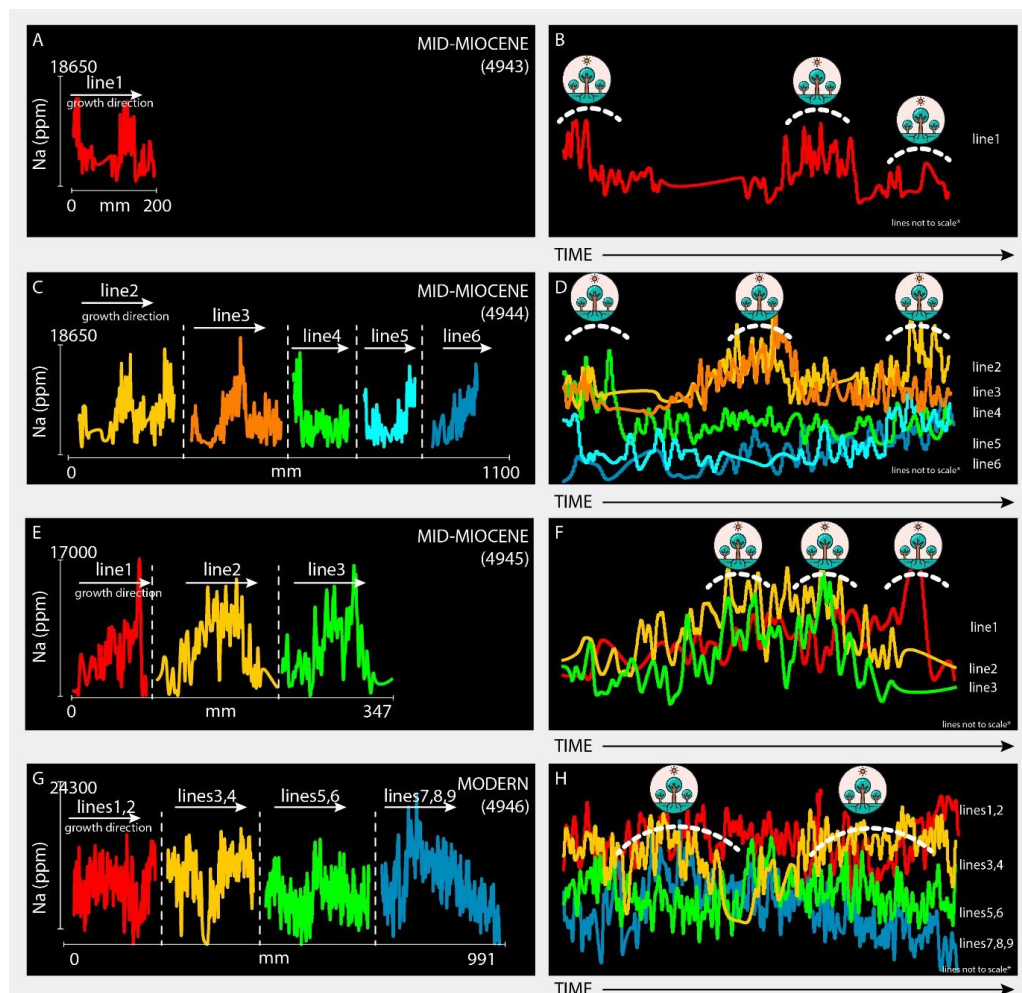 A
MID-MIOCENE
(4943)
18650
line1
growth direction
Na (ppm)
0 mm 200
B
line1
lines not to scale*
TIME
C
MID-MIOCENE
(4944)
line2
growth direction
18650
line3
line4
line5
line6
Na (ppm)
0 mm 1100
D
line2
line3
line4
line5
line6
lines not to scale*
TIME
E
MID-MIOCENE
(4945)
17000
line1
growth direction
line2
line3
Na (ppm)
0 mm 347
F
line1
line2
line3
lines not to scale*
TIME
G
MODERN
(4946)
24300
lines1,2
growth direction
lines3,4
lines5,6
lines7,8,9
Na (ppm)
0 mm 991
H
lines1,2
lines3,4
lines5,6
lines7,8,9
lines not to scale*
TIME